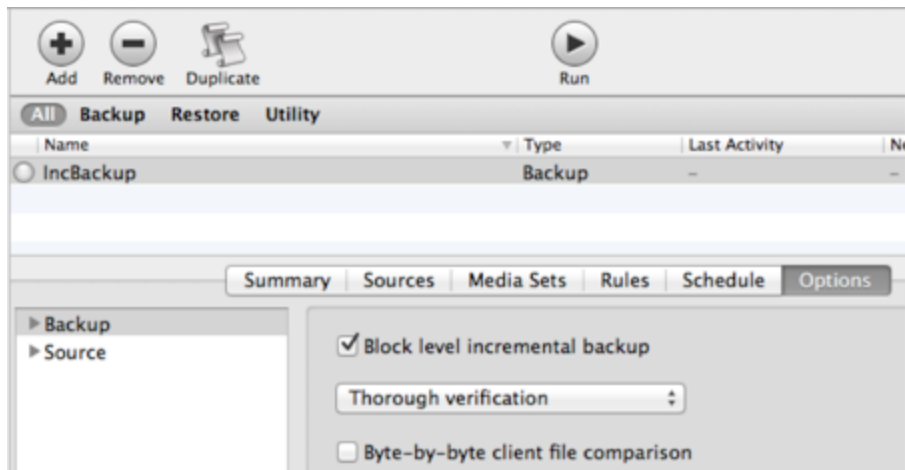 Add Remove Duplicate Run
All Backup Restore Utility
Name Type Last Activity
IncBackup Backup – –
Summary Sources Media Sets Rules Schedule Options
Backup
Source
Block level incremental backup
Thorough verification
Byte-by-byte client file comparison